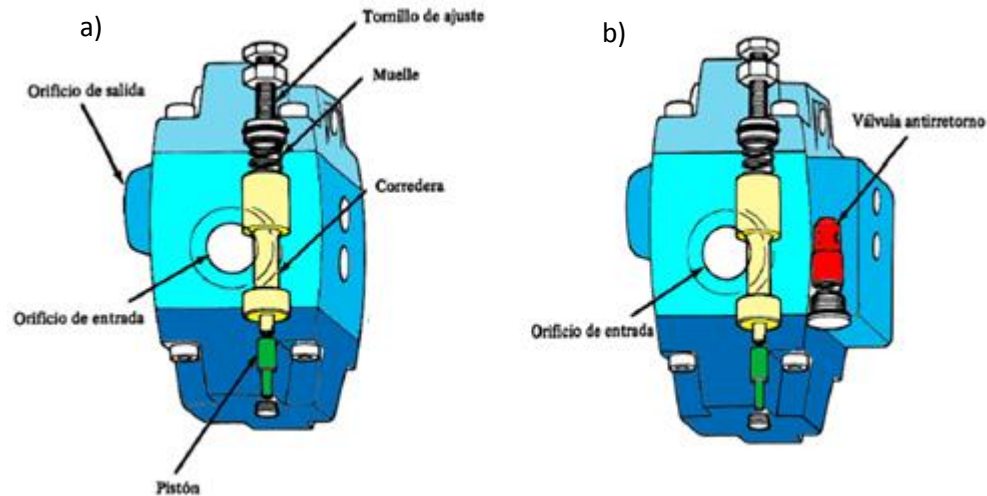 a)
Tornillo de ajuste
Muelle
Orificio de salida
Corredera
Orificio de entrada
Pistón
b)
Válvula antirretorno
Orificio de entrada